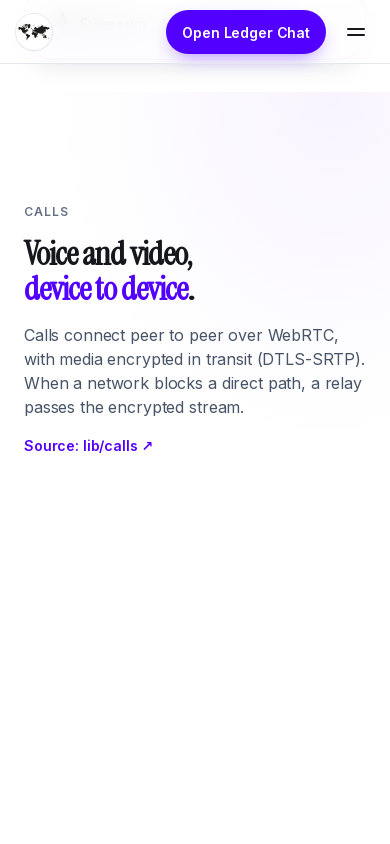 Open Ledger Chat
CALLS
Voice and video,
device to device.
Calls connect peer to peer over WebRTC,
with media encrypted in transit (DTLS-SRTP).
When a network blocks a direct path, a relay
passes the encrypted stream.
Source: lib/calls ↗